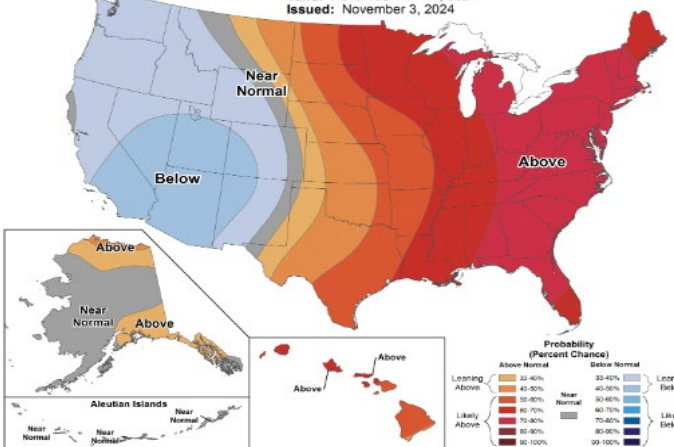 Issued: November 3, 2024
Near
Normal
Below
Above
Above
Near
Normal
Above
Aleutian Islands
Near
Normal
Near
Normal
Near
Normal
Above
Above
Probability
(Percent Chance)
Above Normal
Below Normal
Leaning
Above
33-40%
40-50%
50-60%
Likely
Above
60-70%
70-80%
80-90%
90-100%
Near
Normal
33-40%
40-50%
50-60%
60-70%
70-80%
80-90%
90-100%